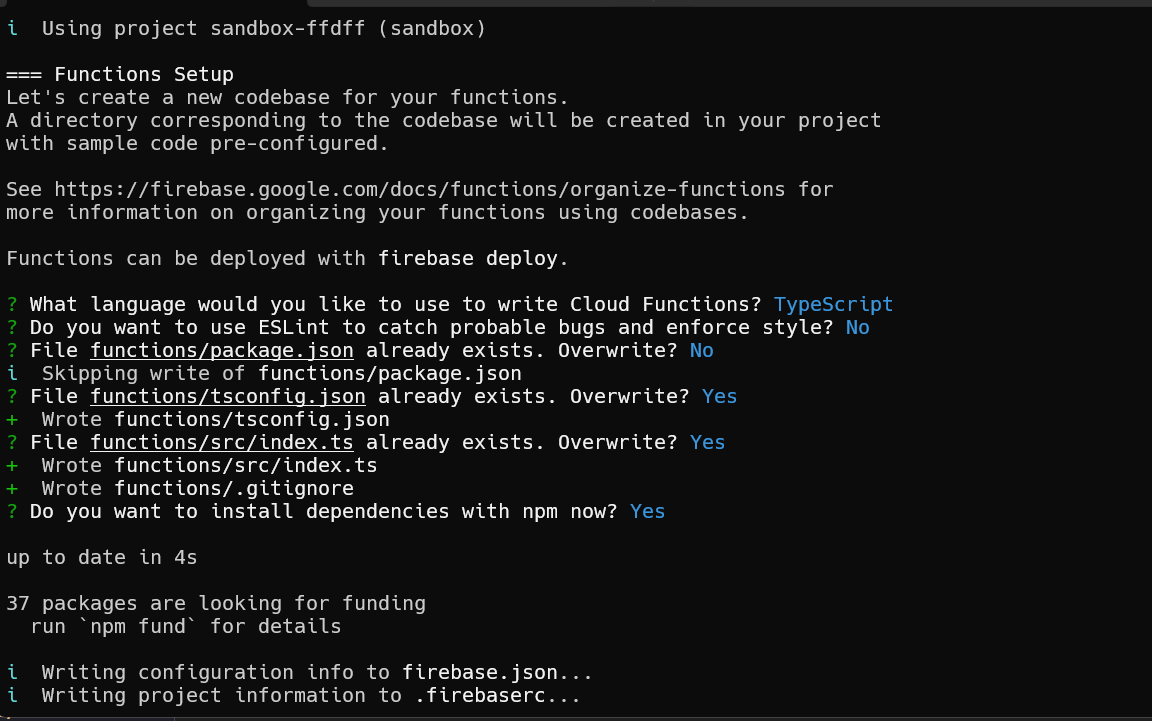 i  Using project sandbox-ffdff (sandbox)
=== Functions Setup
Let's create a new codebase for your functions.
A directory corresponding to the codebase will be created in your project
with sample code pre-configured.
See https://firebase.google.com/docs/functions/organize-functions for
more information on organizing your functions using codebases.
Functions can be deployed with firebase deploy.
? What language would you like to use to write Cloud Functions? TypeScript
? Do you want to use ESLint to catch probable bugs and enforce style? No
? File functions/package.json already exists. Overwrite? No
i  Skipping write of functions/package.json
? File functions/tsconfig.json already exists. Overwrite? Yes
+  Wrote functions/tsconfig.json
? File functions/src/index.ts already exists. Overwrite? Yes
+  Wrote functions/src/index.ts
+  Wrote functions/.gitignore
? Do you want to install dependencies with npm now? Yes
up to date in 4s
37 packages are looking for funding
  run `npm fund` for details
i  Writing configuration info to firebase.json...
i  Writing project information to .firebaserc...